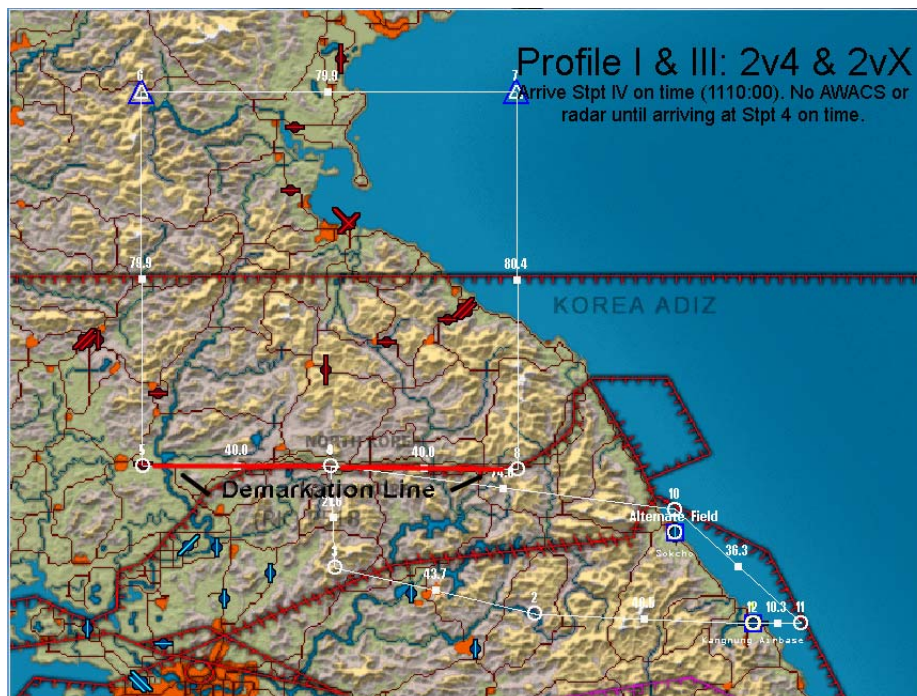 Profile I & III: 2v4 & 2vX
Arrive Stpt IV on time (1110:00). No AWACS or
radar until arriving at Stpt 4 on time.
6
79.9
7
79.9
80.4
KOREA ADIZ
NORTH KOREA
5
40.0
4
40.0
8
74.8
Demarkation Line
10
Alternate Field
Sokcho
36.3
3
43.7
2
12
10.3
11
Kangnung Airbase